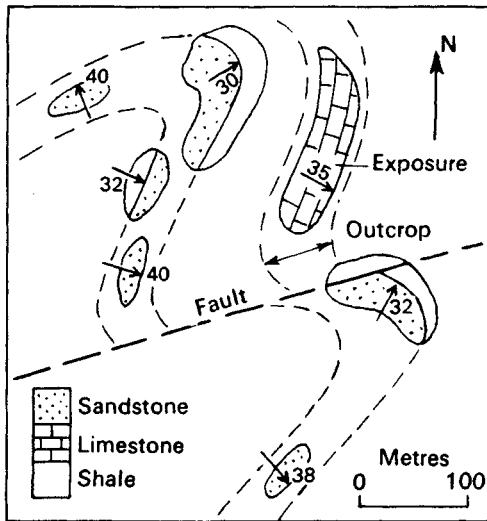 40
30
N
32
35
Exposure
40
Outcrop
Fault
32
Sandstone
Limestone
Shale
38
Metres
0 100